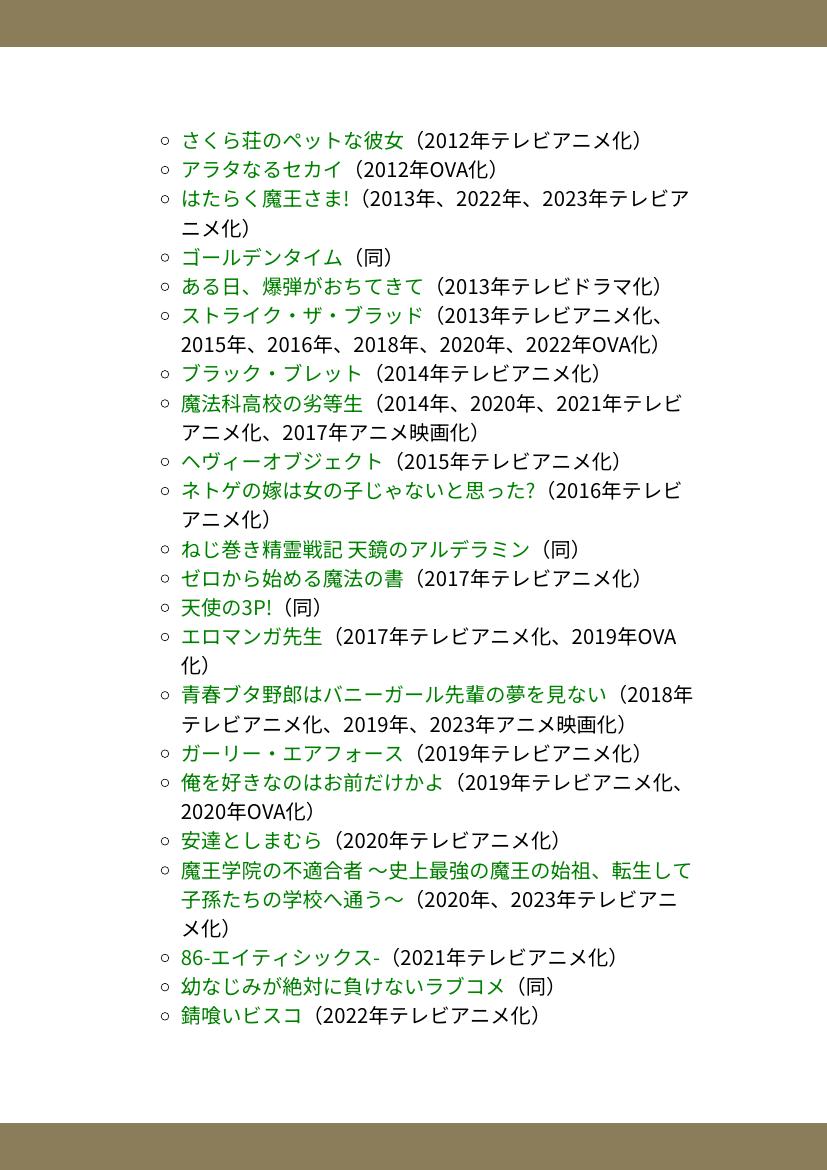 さくら荘のペットな彼女（2012年テレビアニメ化）
アラタなるセカイ（2012年OVA化）
はたらく魔王さま!（2013年、2022年、2023年テレビア
ニメ化）
ゴールデンタイム（同）
ある日、爆弾がおちてきて（2013年テレビドラマ化）
ストライク・ザ・ブラッド（2013年テレビアニメ化、
2015年、2016年、2018年、2020年、2022年OVA化）
ブラック・ブレット（2014年テレビアニメ化）
魔法科高校の劣等生（2014年、2020年、2021年テレビ
アニメ化、2017年アニメ映画化）
ヘヴィーオブジェクト（2015年テレビアニメ化）
ネトゲの嫁は女の子じゃないと思った?（2016年テレビ
アニメ化）
ねじ巻き精霊戦記 天鏡のアルデラミン（同）
ゼロから始める魔法の書（2017年テレビアニメ化）
天使の3P!（同）
エロマンガ先生（2017年テレビアニメ化、2019年OVA
化）
青春ブタ野郎はバニーガール先輩の夢を見ない（2018年
テレビアニメ化、2019年、2023年アニメ映画化）
ガーリー・エアフォース（2019年テレビアニメ化）
俺を好きなのはお前だけかよ（2019年テレビアニメ化、
2020年OVA化）
安達としまむら（2020年テレビアニメ化）
魔王学院の不適合者 〜史上最強の魔王の始祖、転生して
子孫たちの学校へ通う〜（2020年、2023年テレビアニ
メ化）
86-エイティシックス-（2021年テレビアニメ化）
幼なじみが絶対に負けないラブコメ（同）
錆喰いビスコ（2022年テレビアニメ化）